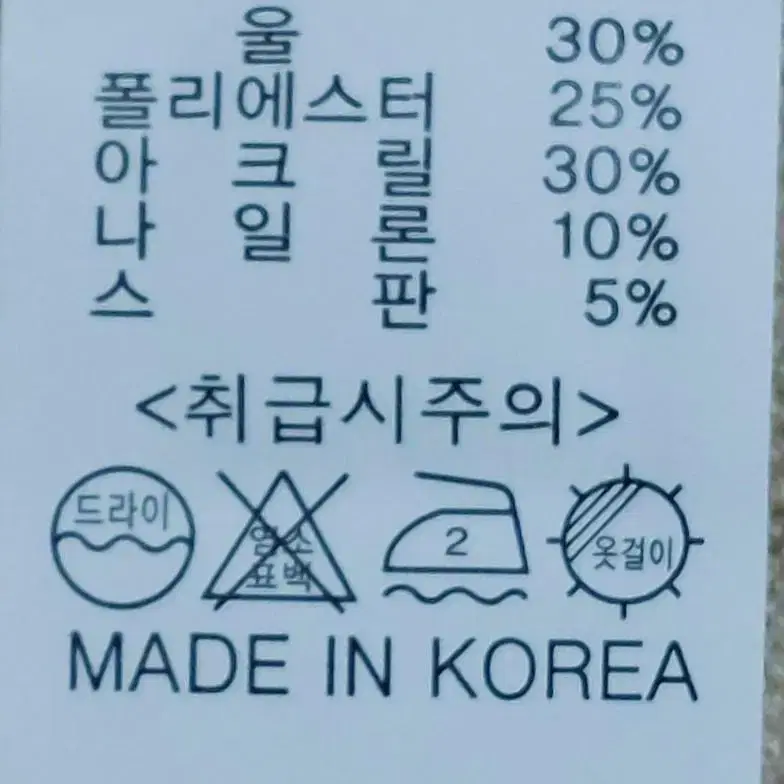 울 30%
폴리에스터 25%
아 크 릴 30%
나 일 론 10%
스 판 5%
<취급시주의>
드라이
염소
표백
2
옷걸이
MADE IN KOREA